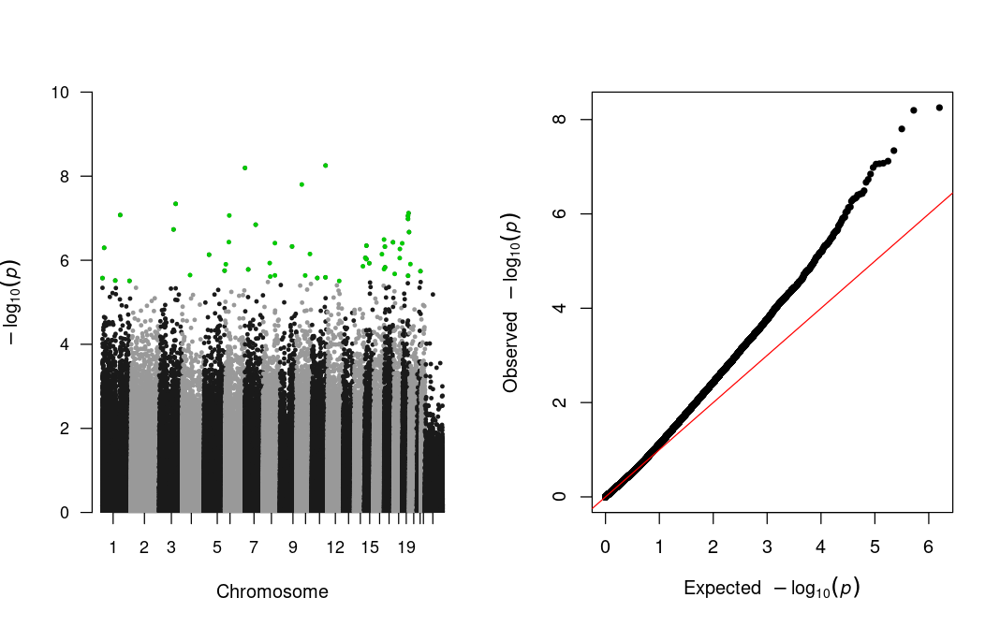 10
8
6
4
2
0
− log₁₀(p)
1 2 3 5 7 9 12 15 19
Chromosome
8
6
4
2
0
Observed − log₁₀(p)
0 1 2 3 4 5 6
Expected − log₁₀(p)